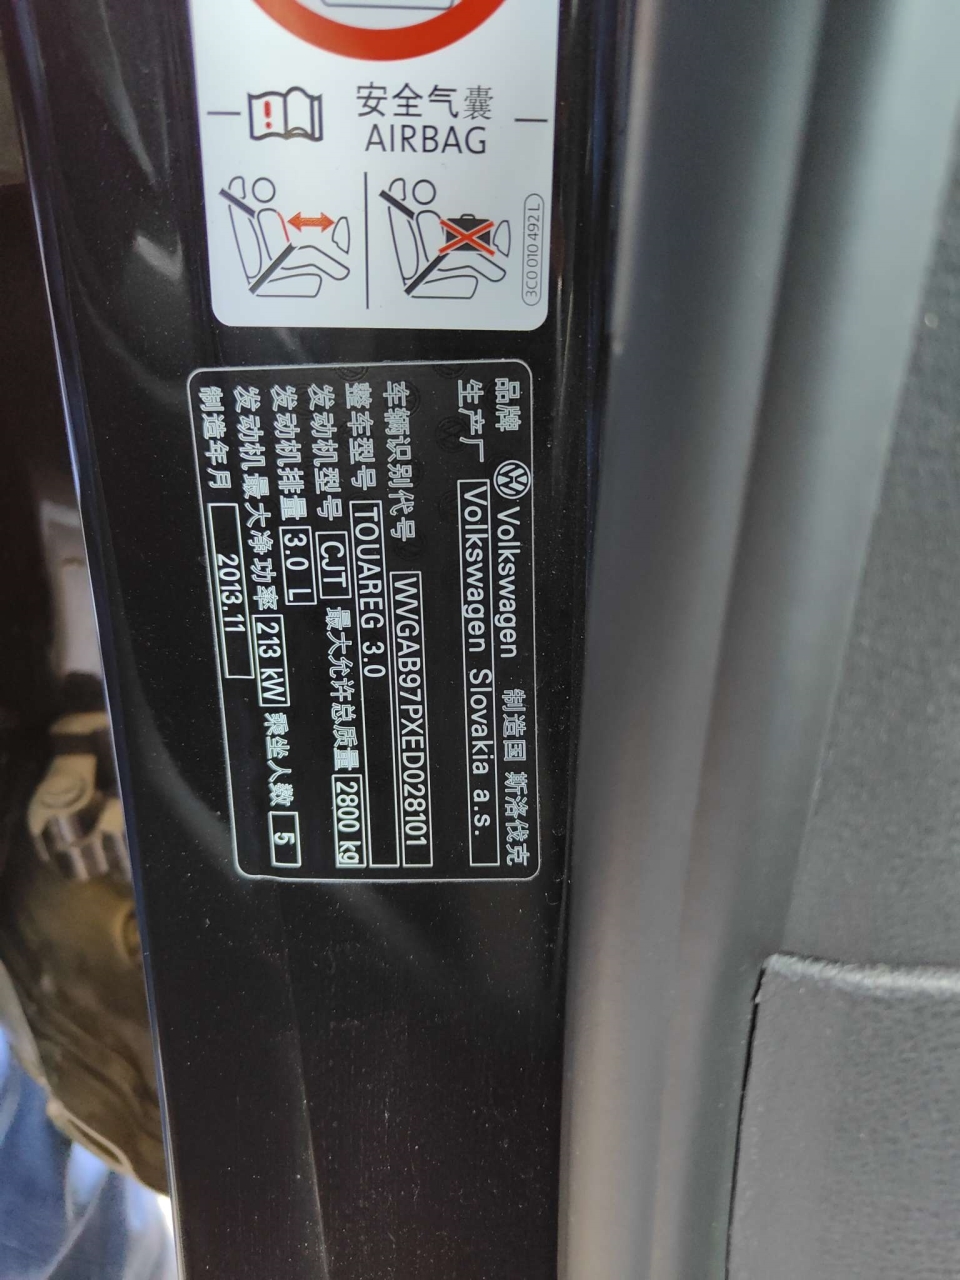 安全气囊
AIRBAG
3C0 010 492 L
品牌 Volkswagen 制造国 斯洛伐克
生产厂 Volkswagen Slovakia a.s.
车辆识别代号 WVGAB97PXED028101
整车型号 TOUAREG 3.0
发动机型号 CJT 最大允许总质量 2800 kg
发动机排量 3.0 L
发动机最大净功率 213 kW 乘坐人数 5
制造年月 2013.11